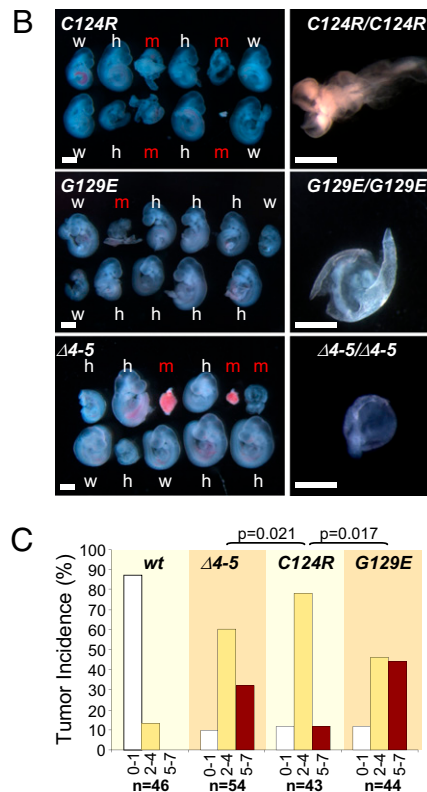 B
C124R
w h m h m w
w h m h m w
C124R/C124R
G129E
w m h h h w
w h h h h
G129E/G129E
Δ4-5
h h m h m m
w h w h h
Δ4-5/Δ4-5
C
p=0.021 p=0.017
Tumor Incidence (%)
100
90
80
70
60
50
40
30
20
10
0
wt Δ4-5 C124R G129E
0-1 2-4 5-7 0-1 2-4 5-7 0-1 2-4 5-7 0-1 2-4 5-7
n=46 n=54 n=43 n=44